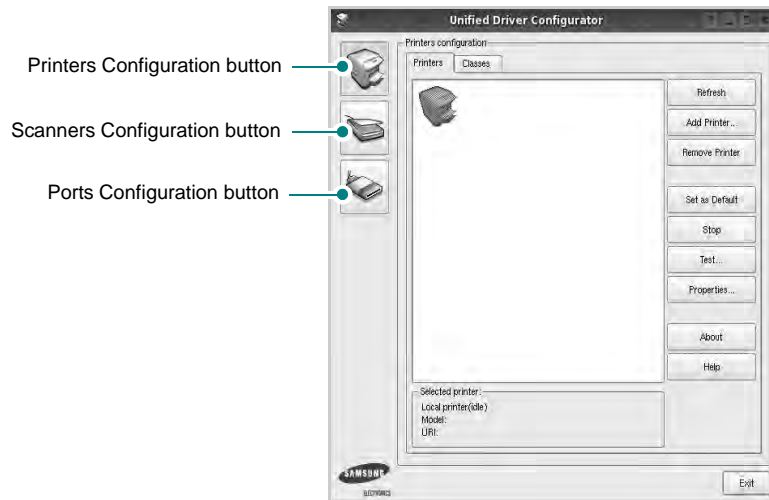 Unified Driver Configurator
Printers Configuration button
Scanners Configuration button
Ports Configuration button
Printers configuration
Printers
Classes
Refresh
Add Printer..
Remove Printer
Set as Default
Stop
Test...
Properties...
About
Help
Selected printer:
Local printer(idle)
Model:
URI:
SAMSUNG
ELECTRONICS
Exit